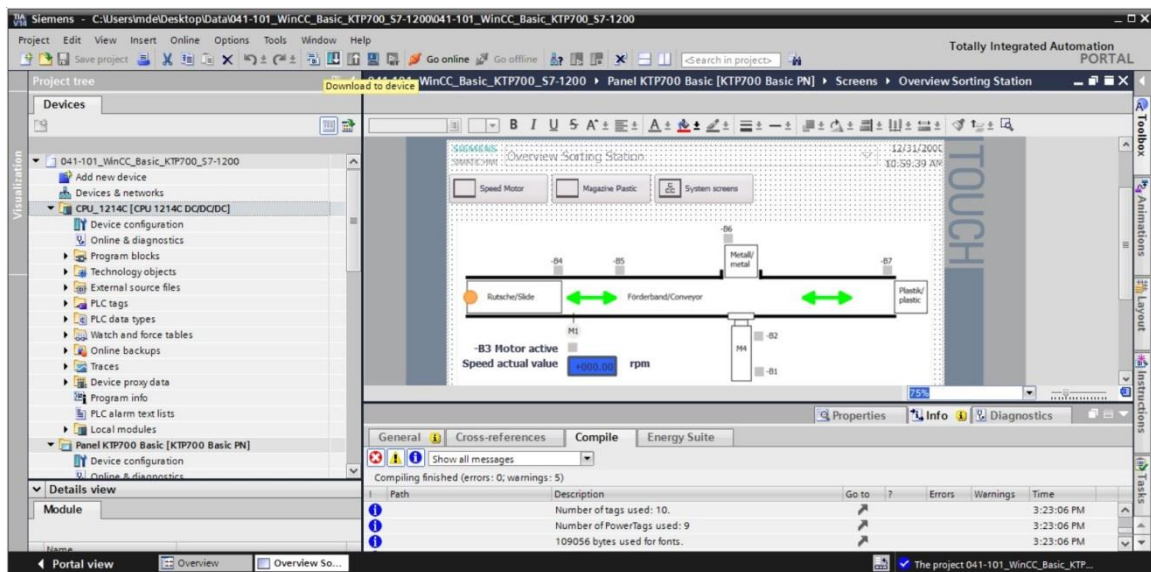 Siemens - C:\Users\mde\Desktop\Data\041-101_WinCC_Basic_KTP700_S7-1200\041-101_WinCC_Basic_KTP700_S7-1200
Project Edit View Insert Online Options Totally Window Help
Totally Integrated Automation
PORTAL
Save project Go online Go offline <Search in project>
Project tree
Download to device
041-101_WinCC_Basic_KTP700_S7-1200 ▸ Panel KTP700 Basic [KTP700 Basic PN] ▸ Screens ▸ Overview Sorting Station
Devices
041-101_WinCC_Basic_KTP700_S7-1200
Add new device
Devices & networks
CPU_1214C [CPU 1214C DC/DC/DC]
Device configuration
Online & diagnostics
Program blocks
Technology objects
External source files
PLC tags
PLC data types
Watch and force tables
Online backups
Traces
Device proxy data
Program info
PLC alarm text lists
Local modules
Panel KTP700 Basic [KTP700 Basic PN]
Device configuration
Online & diagnostics
Details view
Module
Name
Visualization
B I U S A
SIEMENS
SIMATIC HMI
Overview Sorting Station
12/31/2000
10:59:39 AM
TOUCH
Speed Motor
Magazine Plastic
System screens
-B6
Metall/
metal
-B4
-B5
-B7
Rutsche/Slide
Förderband/Conveyor
Plastik/
plastic
M1
-B2
M4
-B3 Motor active
Speed actual value
+000.00
rpm
-B1
75%
Properties Info Diagnostics
General Cross-references Compile Energy Suite
Show all messages
Compiling finished (errors: 0; warnings: 5)
! Path Description Go to ? Errors Warnings Time
Number of tags used: 10. 3:23:06 PM
Number of PowerTags used: 9 3:23:06 PM
109056 bytes used for fonts. 3:23:06 PM
Toolbox
Animations
Layout
Instructions
Tasks
Portal view
Overview
Overview So...
The project 041-101_WinCC_Basic_KTP...